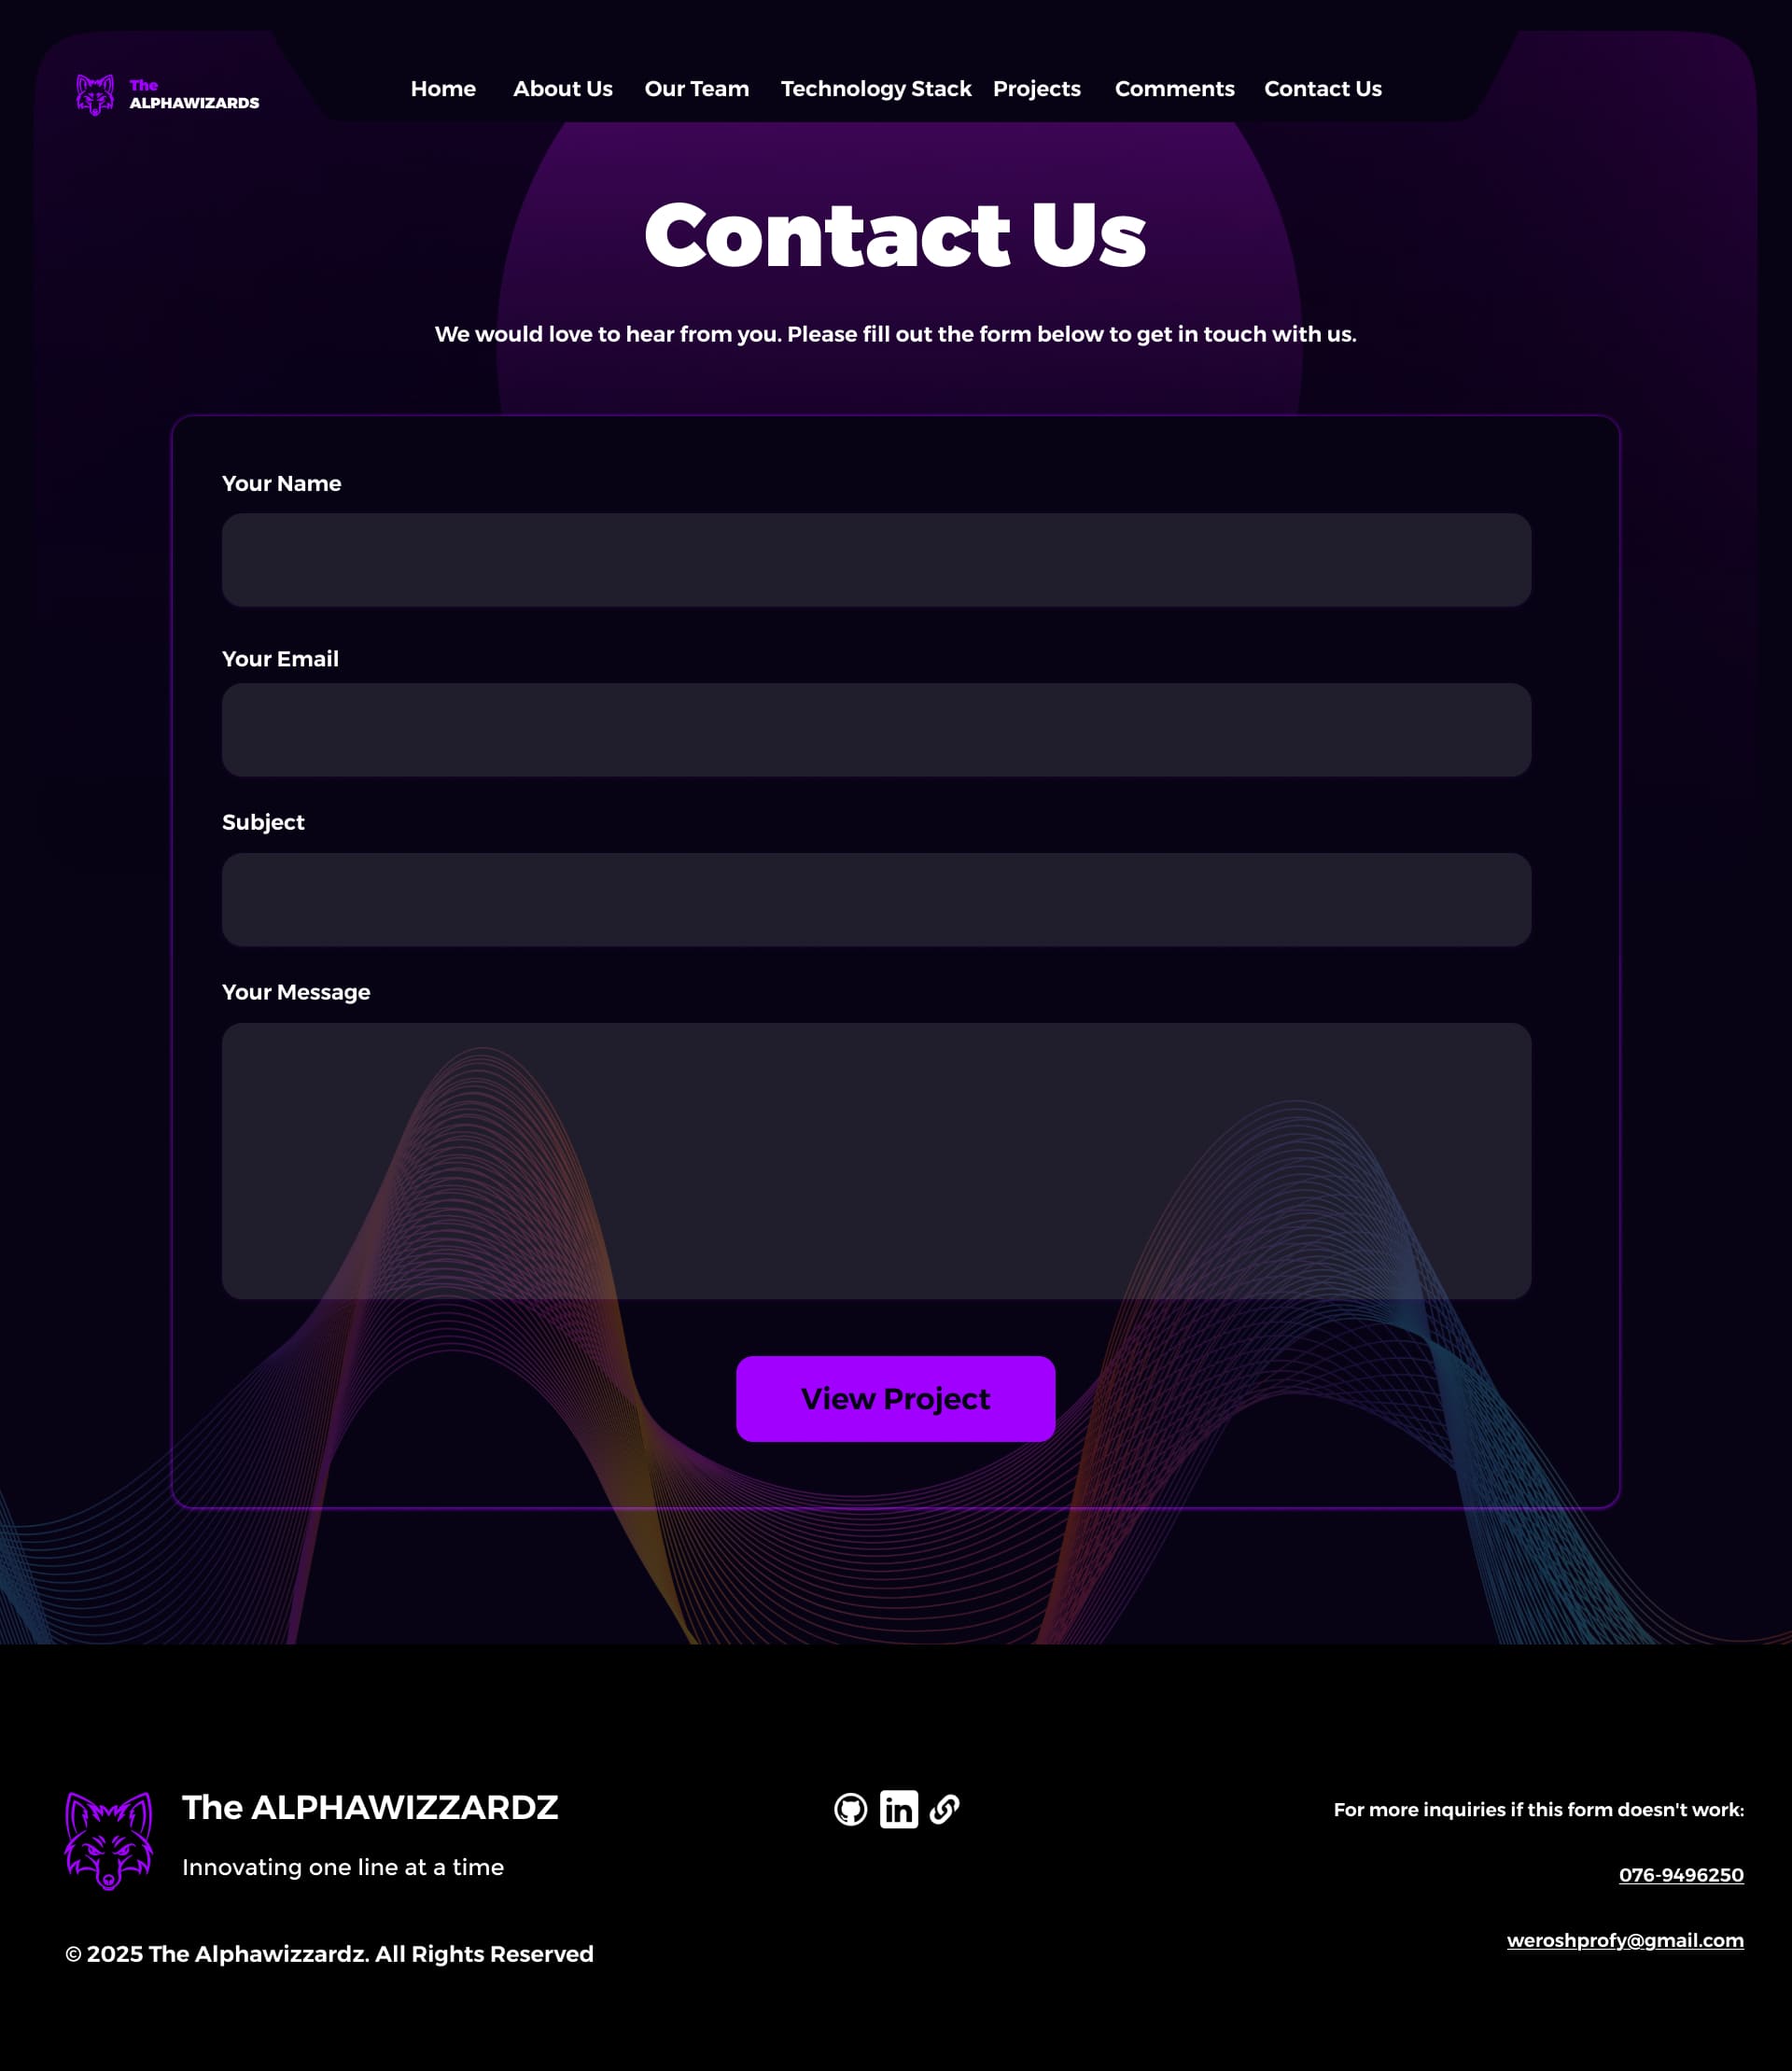 The
ALPHAWIZARDS
Home About Us Our Team Technology Stack Projects Comments Contact Us
Contact Us
We would love to hear from you. Please fill out the form below to get in touch with us.
Your Name
Your Email
Subject
Your Message
View Project
The ALPHAWIZZARDZ
Innovating one line at a time
© 2025 The Alphawizzardz. All Rights Reserved
in
For more inquiries if this form doesn't work:
076-9496250
weroshprofy@gmail.com